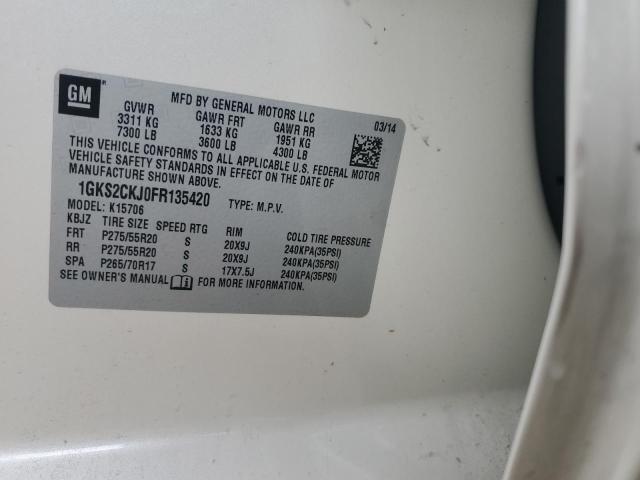 GM
MFD BY GENERAL MOTORS LLC
03/14
GVWR GAWR FRT GAWR RR
3311 KG 1633 KG 1951 KG
7300 LB 3600 LB 4300 LB
THIS VEHICLE CONFORMS TO ALL APPLICABLE U.S. FEDERAL MOTOR
VEHICLE SAFETY STANDARDS IN EFFECT ON THE DATE OF
MANUFACTURE SHOWN ABOVE.
1GKS2CKJ0FR135420 TYPE: M.P.V.
MODEL: K15706
KBJZ TIRE SIZE SPEED RTG RIM COLD TIRE PRESSURE
FRT P275/55R20 S 20X9J 240KPA(35PSI)
RR P275/55R20 S 20X9J 240KPA(35PSI)
SPA P265/70R17 S 17X7.5J 240KPA(35PSI)
SEE OWNER'S MANUAL FOR MORE INFORMATION.